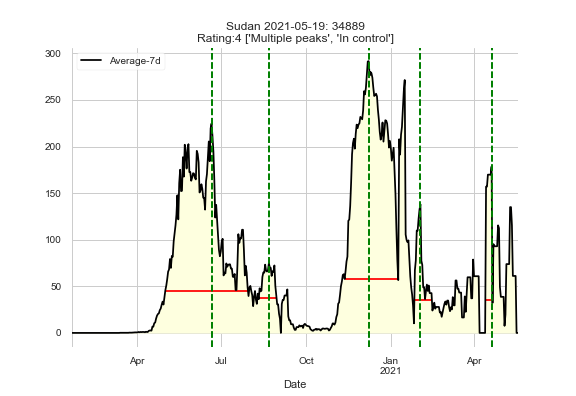 Sudan 2021-05-19: 34889
Rating:4 ['Multiple peaks', 'In control']
Average-7d
300
250
200
150
100
50
0
Apr
Jul
Oct
Jan
2021
Apr
Date